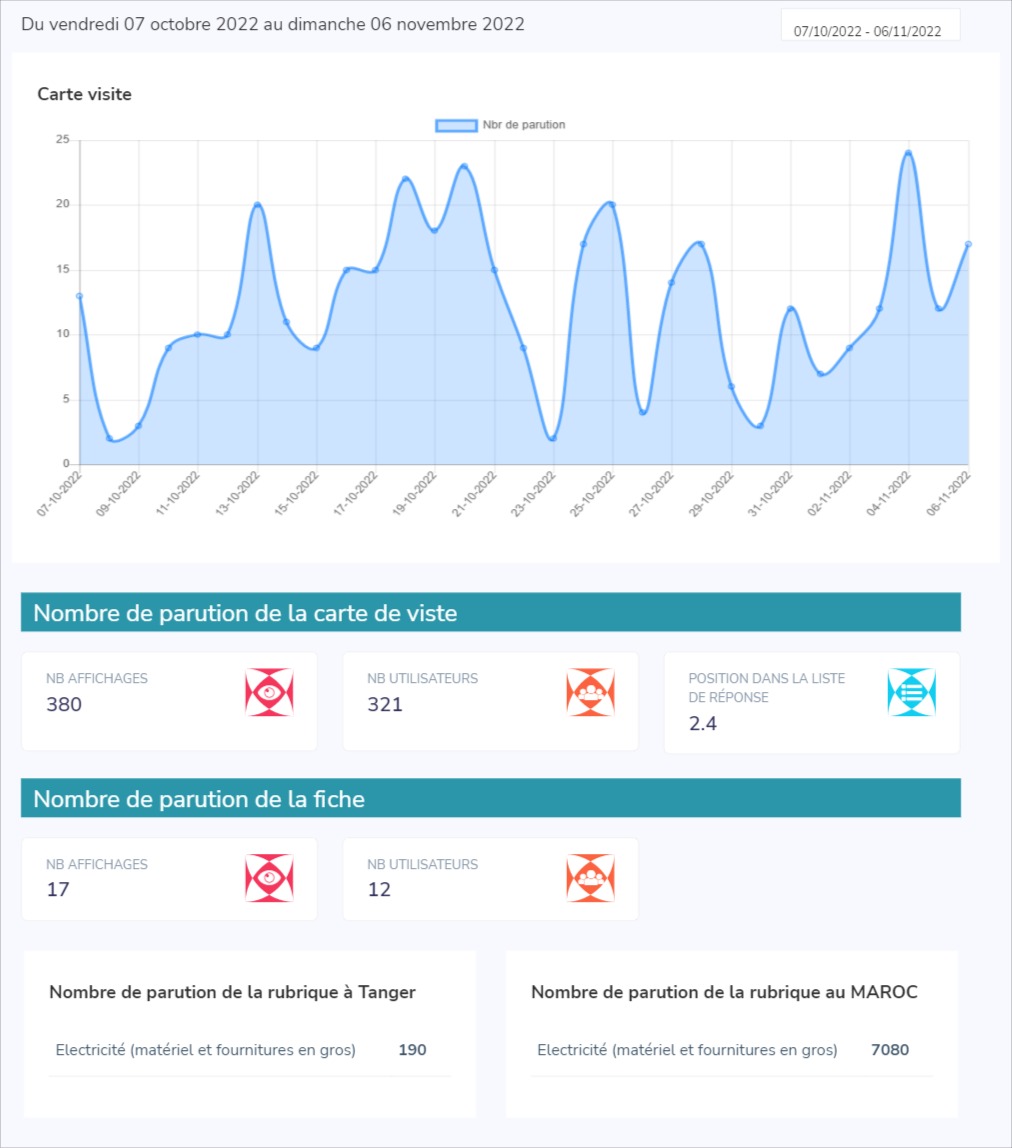 Du vendredi 07 octobre 2022 au dimanche 06 novembre 2022
07/10/2022 - 06/11/2022
Carte visite
Nbr de parution
25
20
15
10
5
0
07-10-2022
09-10-2022
11-10-2022
13-10-2022
15-10-2022
17-10-2022
19-10-2022
21-10-2022
23-10-2022
25-10-2022
27-10-2022
29-10-2022
31-10-2022
02-11-2022
04-11-2022
06-11-2022
Nombre de parution de la carte de viste
NB AFFICHAGES
380
NB UTILISATEURS
321
POSITION DANS LA LISTE
DE RÉPONSE
2.4
Nombre de parution de la fiche
NB AFFICHAGES
17
NB UTILISATEURS
12
Nombre de parution de la rubrique à Tanger
Electricité (matériel et fournitures en gros) 190
Nombre de parution de la rubrique au MAROC
Electricité (matériel et fournitures en gros) 7080